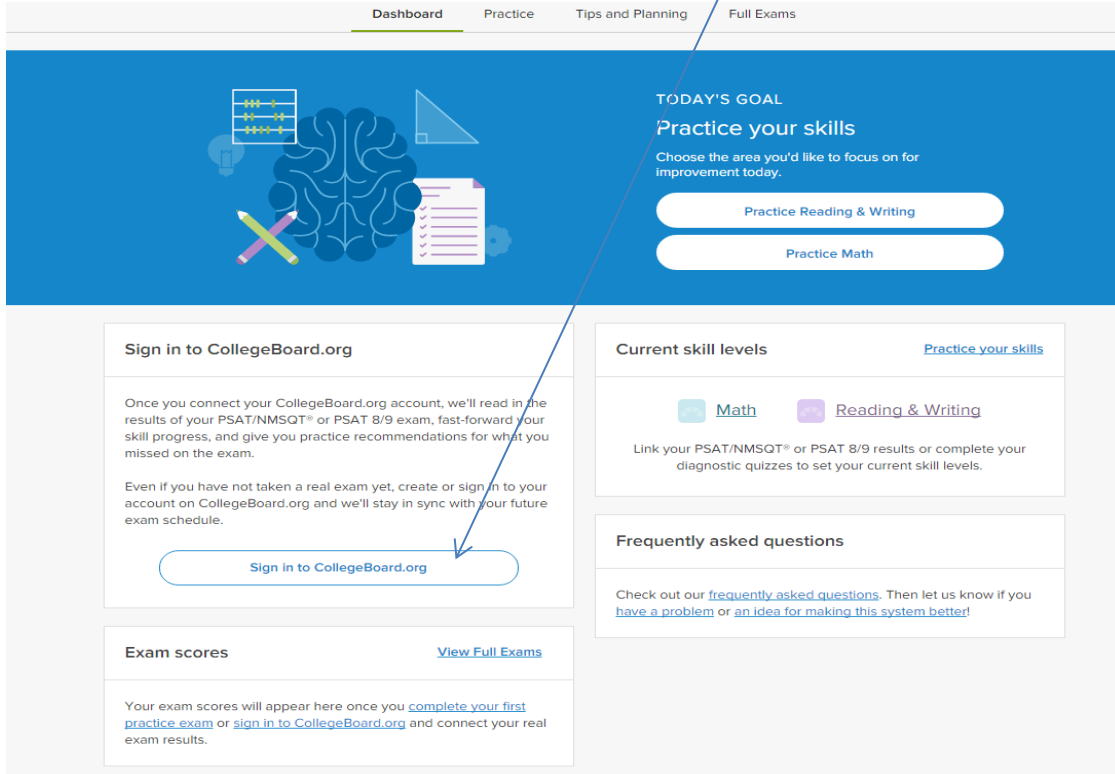 Dashboard Practice Tips and Planning Full Exams
TODAY'S GOAL
Practice your skills
Choose the area you'd like to focus on for
improvement today.
Practice Reading & Writing
Practice Math
Sign in to CollegeBoard.org
Once you connect your CollegeBoard.org account, we'll read in the
results of your PSAT/NMSQT® or PSAT 8/9 exam, fast-forward your
skill progress, and give you practice recommendations for what you
missed on the exam.
Even if you have not taken a real exam yet, create or sign in to your
account on CollegeBoard.org and we'll stay in sync with your future
exam schedule.
Sign in to CollegeBoard.org
Exam scores View Full Exams
Your exam scores will appear here once you complete your first
practice exam or sign in to CollegeBoard.org and connect your real
exam results.
Current skill levels Practice your skills
Math Reading & Writing
Link your PSAT/NMSQT® or PSAT 8/9 results or complete your
diagnostic quizzes to set your current skill levels.
Frequently asked questions
Check out our frequently asked questions. Then let us know if you
have a problem or an idea for making this system better!